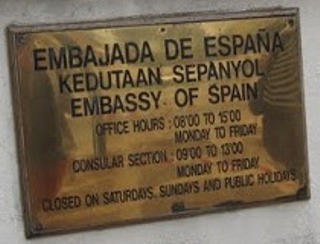 EMBAJADA DE ESPAÑA
KEDUTAAN SEPANYOL
EMBASSY OF SPAIN
OFFICE HOURS : 08'00 TO 15'00
MONDAY TO FRIDAY
CONSULAR SECTION : 09'00 TO 13'00
MONDAY TO FRIDAY
CLOSED ON SATURDAYS, SUNDAYS AND PUBLIC HOLIDAYS